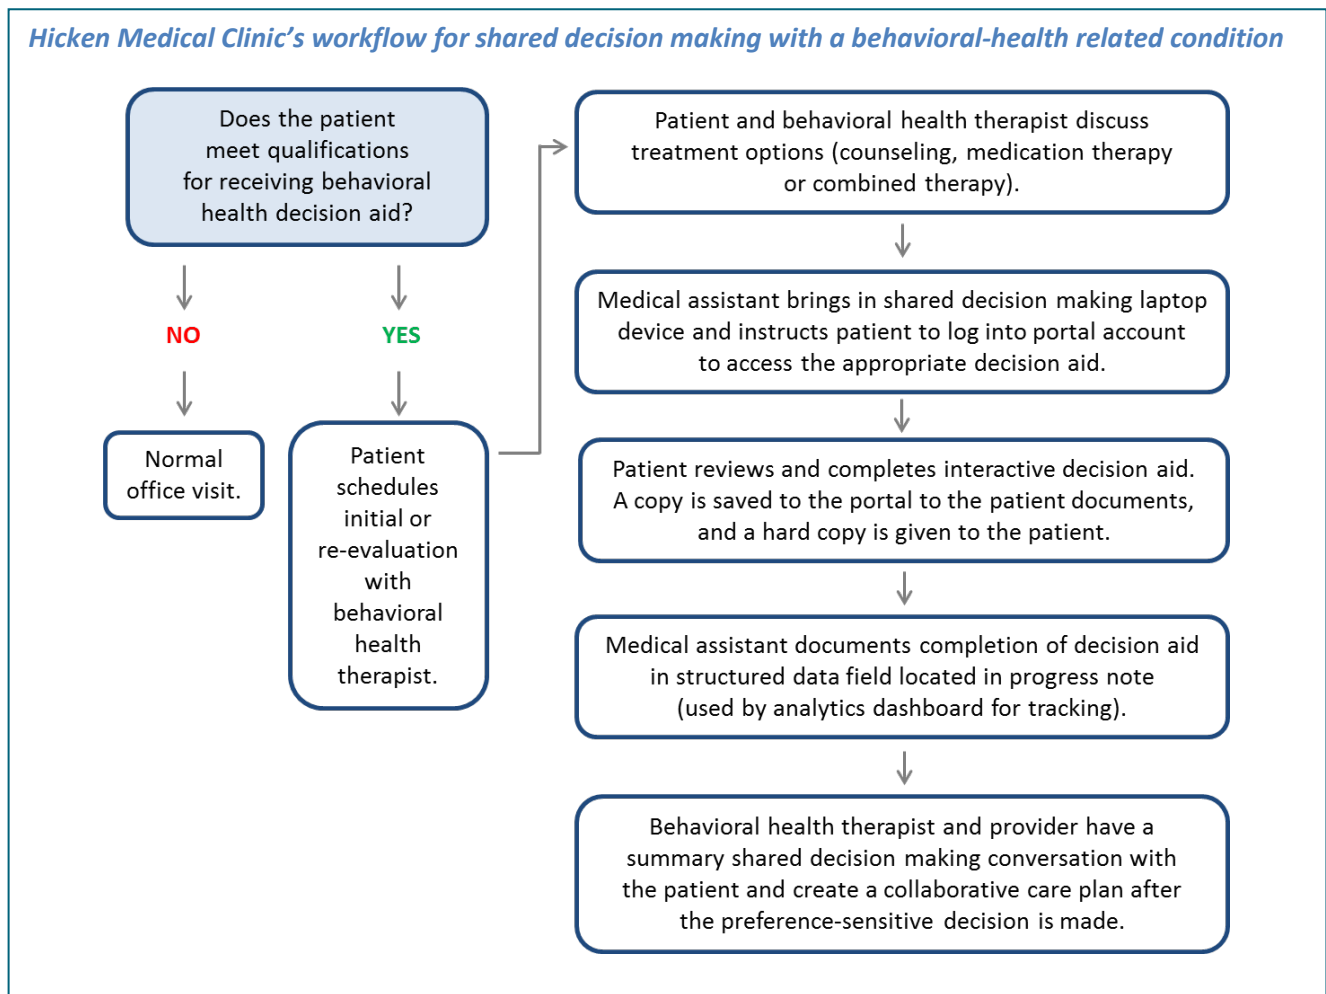 Hicken Medical Clinic's workflow for shared decision making with a behavioral-health related condition
Does the patient
meet qualifications
for receiving behavioral
health decision aid?
NO
YES
Normal
office visit.
Patient
schedules
initial or
re-evaluation
with
behavioral
health
therapist.
Patient and behavioral health therapist discuss
treatment options (counseling, medication therapy
or combined therapy).
Medical assistant brings in shared decision making laptop
device and instructs patient to log into portal account
to access the appropriate decision aid.
Patient reviews and completes interactive decision aid.
A copy is saved to the portal to the patient documents,
and a hard copy is given to the patient.
Medical assistant documents completion of decision aid
in structured data field located in progress note
(used by analytics dashboard for tracking).
Behavioral health therapist and provider have a
summary shared decision making conversation with
the patient and create a collaborative care plan after
the preference-sensitive decision is made.